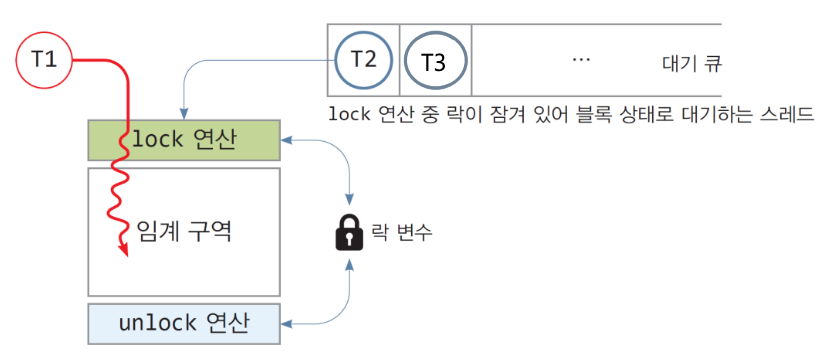 T1
T2
T3
...
대기 큐
lock 연산 중 락이 잠겨 있어 블록 상태로 대기하는 스레드
lock 연산
임계 구역
락 변수
unlock 연산